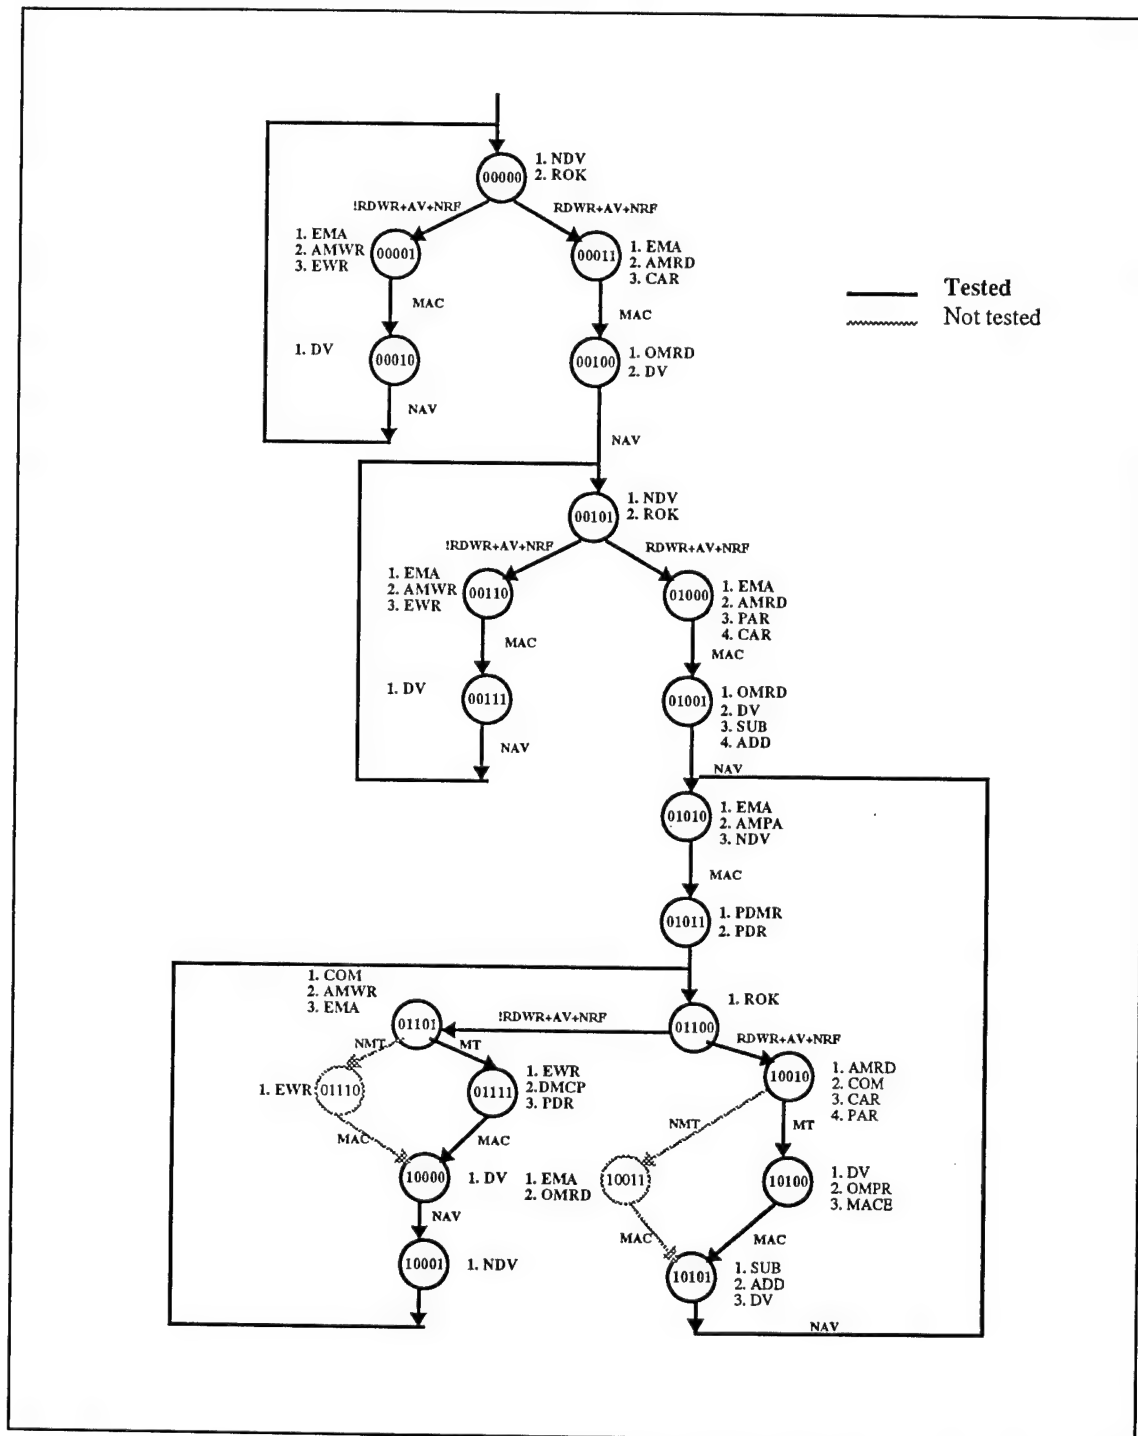 1. NDV
2. ROK
00000
!RDWR+AV+NRF
RDWR+AV+NRF
1. EMA
2. AMWR
3. EWR
00001
00011
1. EMA
2. AMRD
3. CAR
Tested
Not tested
MAC
MAC
1. DV
00010
00100
1. OMRD
2. DV
NAV
NAV
1. NDV
2. ROK
00101
!RDWR+AV+NRF
RDWR+AV+NRF
1. EMA
2. AMWR
3. EWR
00110
01000
1. EMA
2. AMRD
3. PAR
4. CAR
MAC
MAC
1. DV
00111
01001
1. OMRD
2. DV
3. SUB
4. ADD
NAV
NAV
01010
1. EMA
2. AMPA
3. NDV
MAC
01011
1. PDMR
2. PDR
1. COM
2. AMWR
3. EMA
01101
!RDWR+AV+NRF
1. ROK
01100
RDWR+AV+NRF
NMT
MT
1. EWR
01110
01111
1. EWR
2.DMCP
3. PDR
10010
1. AMRD
2. COM
3. CAR
4. PAR
NMT
MT
MAC
MAC
10000
1. DV
1. EMA
2. OMRD
10011
10100
1. DV
2. OMPR
3. MACE
NAV
MAC
MAC
10001
1. NDV
10101
1. SUB
2. ADD
3. DV
NAV